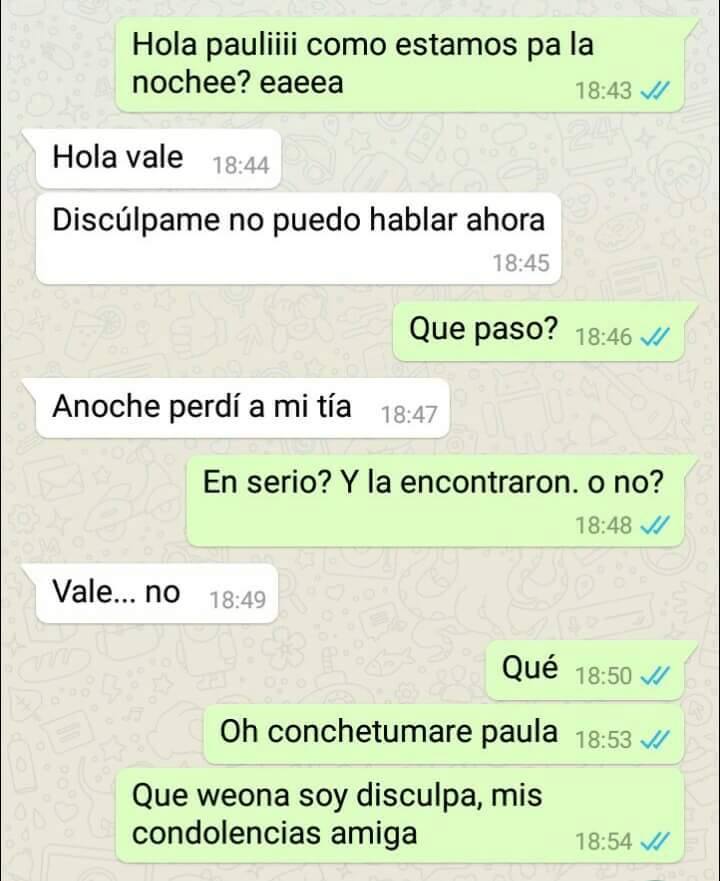 Hola pauliiii como estamos pa la
nochee? eaeea
18:43
Hola vale 18:44
Discúlpame no puedo hablar ahora
18:45
Que paso? 18:46
Anoche perdí a mi tía 18:47
En serio? Y la encontraron. o no?
18:48
Vale... no 18:49
Qué 18:50
Oh conchetumare paula 18:53
Que weona soy disculpa, mis
condolencias amiga 18:54